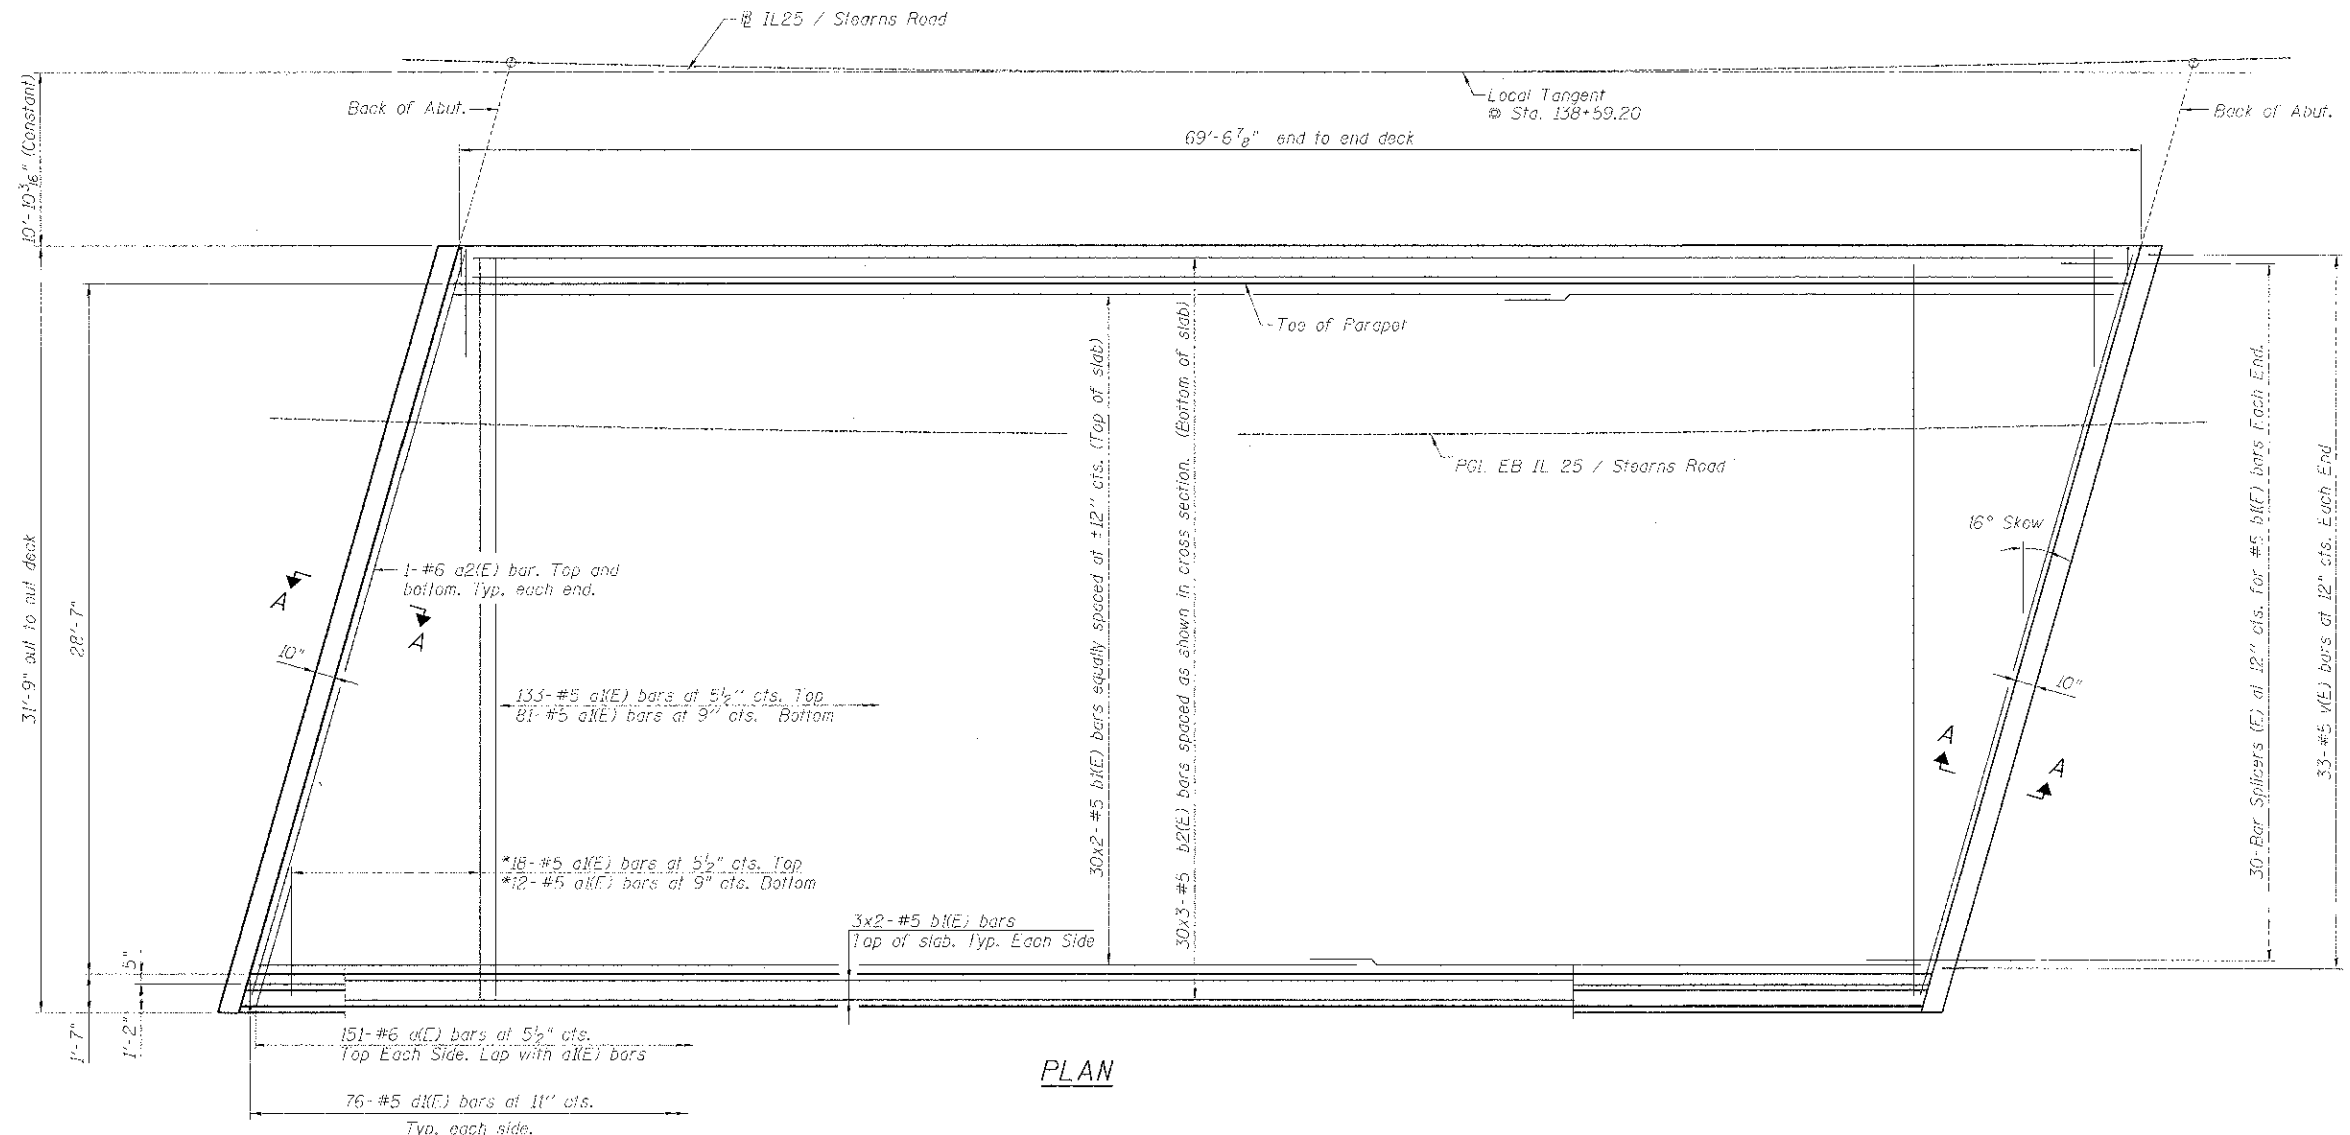 ℄ IL25 / Stearns Road
Back of Abut.
Local Tangent
@ Sta. 138+59.20
Back of Abut.
69'-6 7/8" end to end deck
10'-10 3/16" (Constant)
Toe of Parapet
PGL EB IL 25 / Stearns Road
16° Skew
31'-9" out to out deck
28'-7"
1-#6 a2(E) bar. Top and
bottom. Typ. each end.
A
A
10"
133-#5 a1(E) bars at 5½" cts. Top
81-#5 a1(E) bars at 9" cts. Bottom
30x2-#5 b1(E) bars equally spaced at ±12" cts. (Top of slab)
30x3-#5 b2(E) bars spaced as shown in cross section. (Bottom of slab)
10"
A
A
30-Bar Splicers (E) at 12" cts. for #5 b1(E) bars Each End.
33-#5 v(E) bars at 12" cts. Each End
*18-#5 a1(E) bars at 5½" cts. Top
*12-#5 a1(E) bars at 9" cts. Bottom
3x2-#5 b1(E) bars
Top of slab. Typ. Each Side
5"
1'-7"
1'-2"
151-#6 a(E) bars at 5½" cts.
Top Each Side. Lap with a1(E) bars
PLAN
76-#5 d1(E) bars at 11" cts.
Typ. each side.